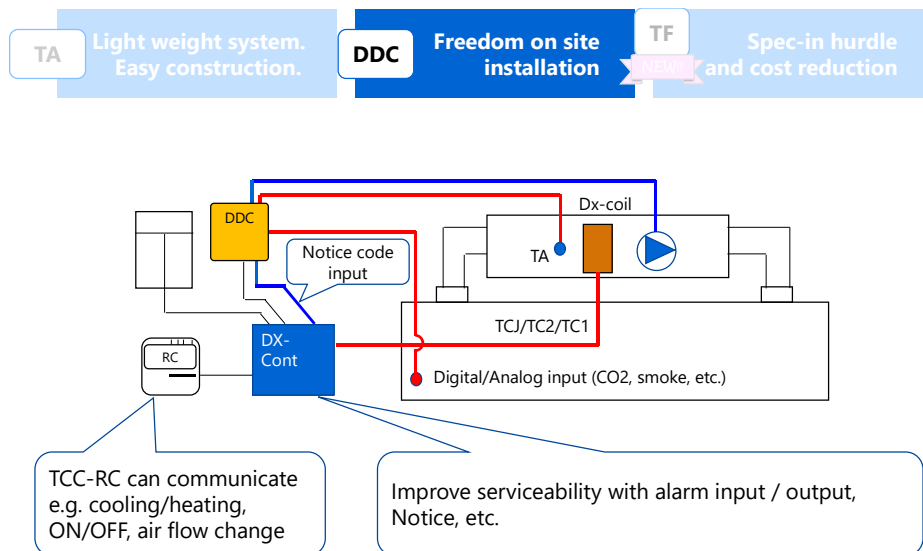 TA
Light weight system.
Easy construction.
DDC
Freedom on site
installation
TF
NEW!
Spec-in hurdle
and cost reduction
DDC
Dx-coil
TA
Notice code
input
DX-
Cont
TCJ/TC2/TC1
RC
Digital/Analog input (CO2, smoke, etc.)
TCC-RC can communicate
e.g. cooling/heating,
ON/OFF, air flow change
Improve serviceability with alarm input / output,
Notice, etc.